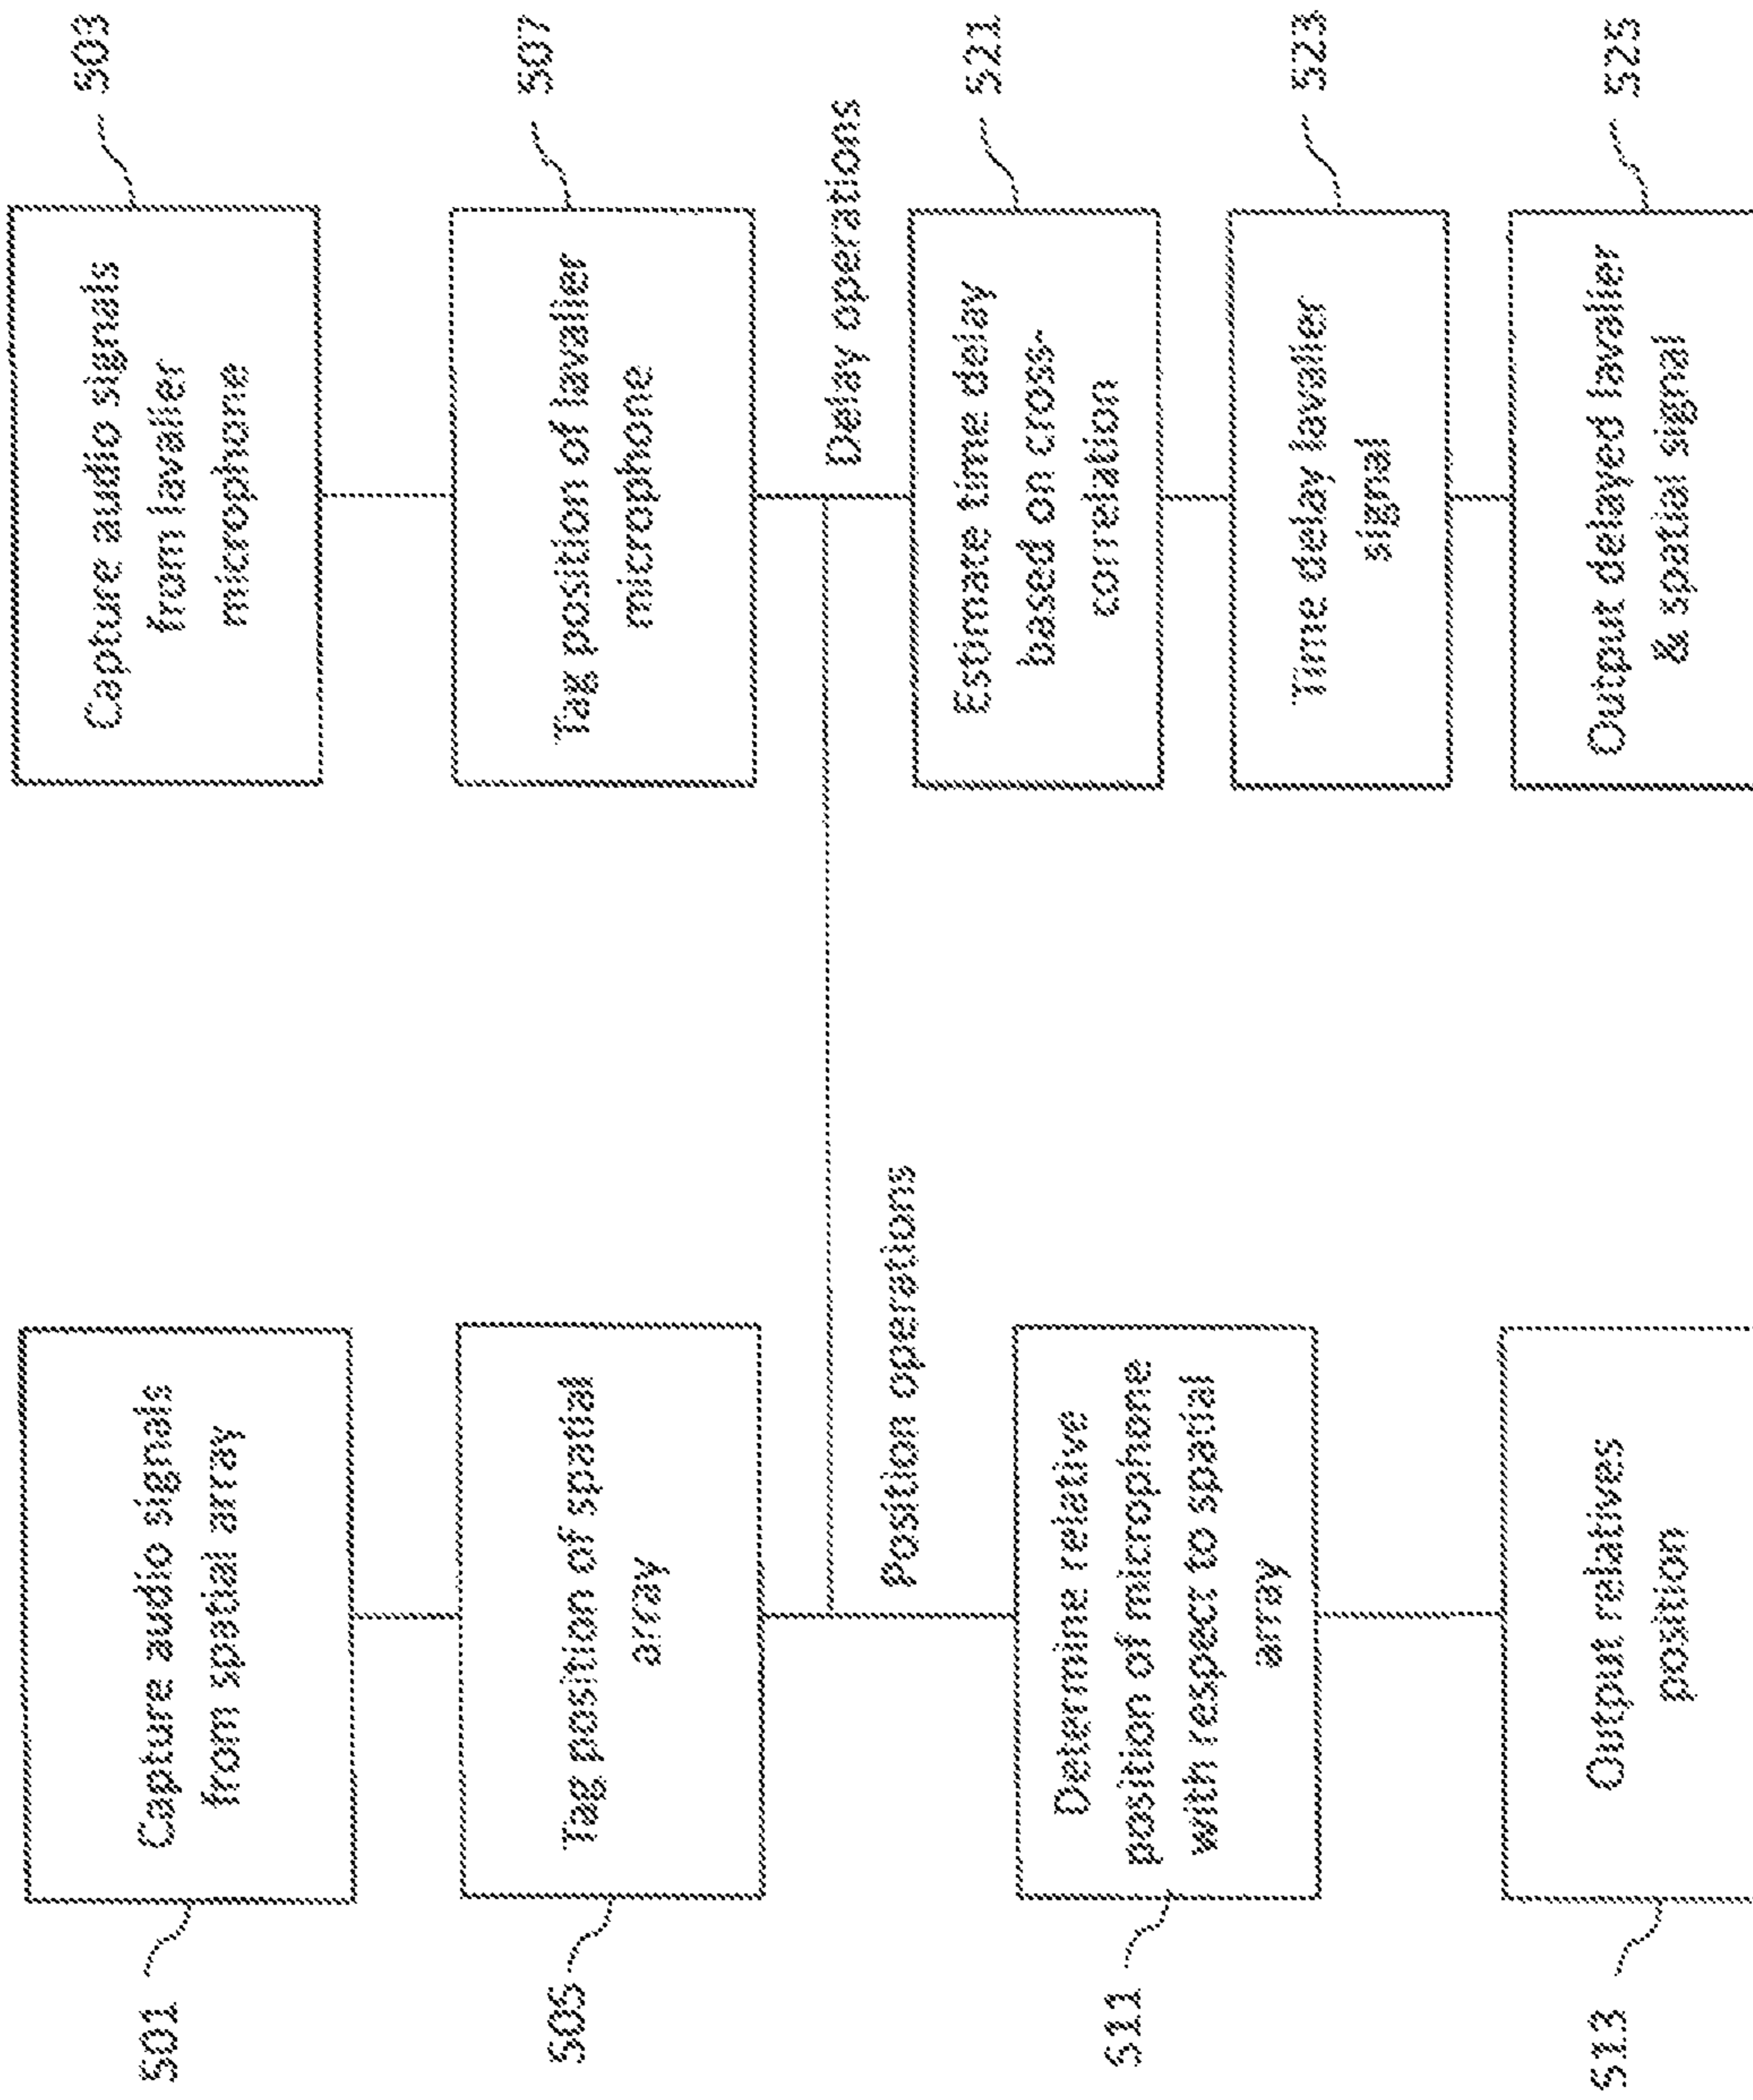 501
Capture audio signals
from spatial array
Capture audio signals
from lavalier
microphone
503
505
Tag position of spatial
array
Tag position of lavalier
microphone
507
Position operations
Delay operations
511
Determine relative
position of microphone
with respect to spatial
array
Estimate time delay
based on cross-
correlation
521
Time delay lavalier
signal
523
513
Output relatives
position
Output delayed lavalier
& spatial signal
525